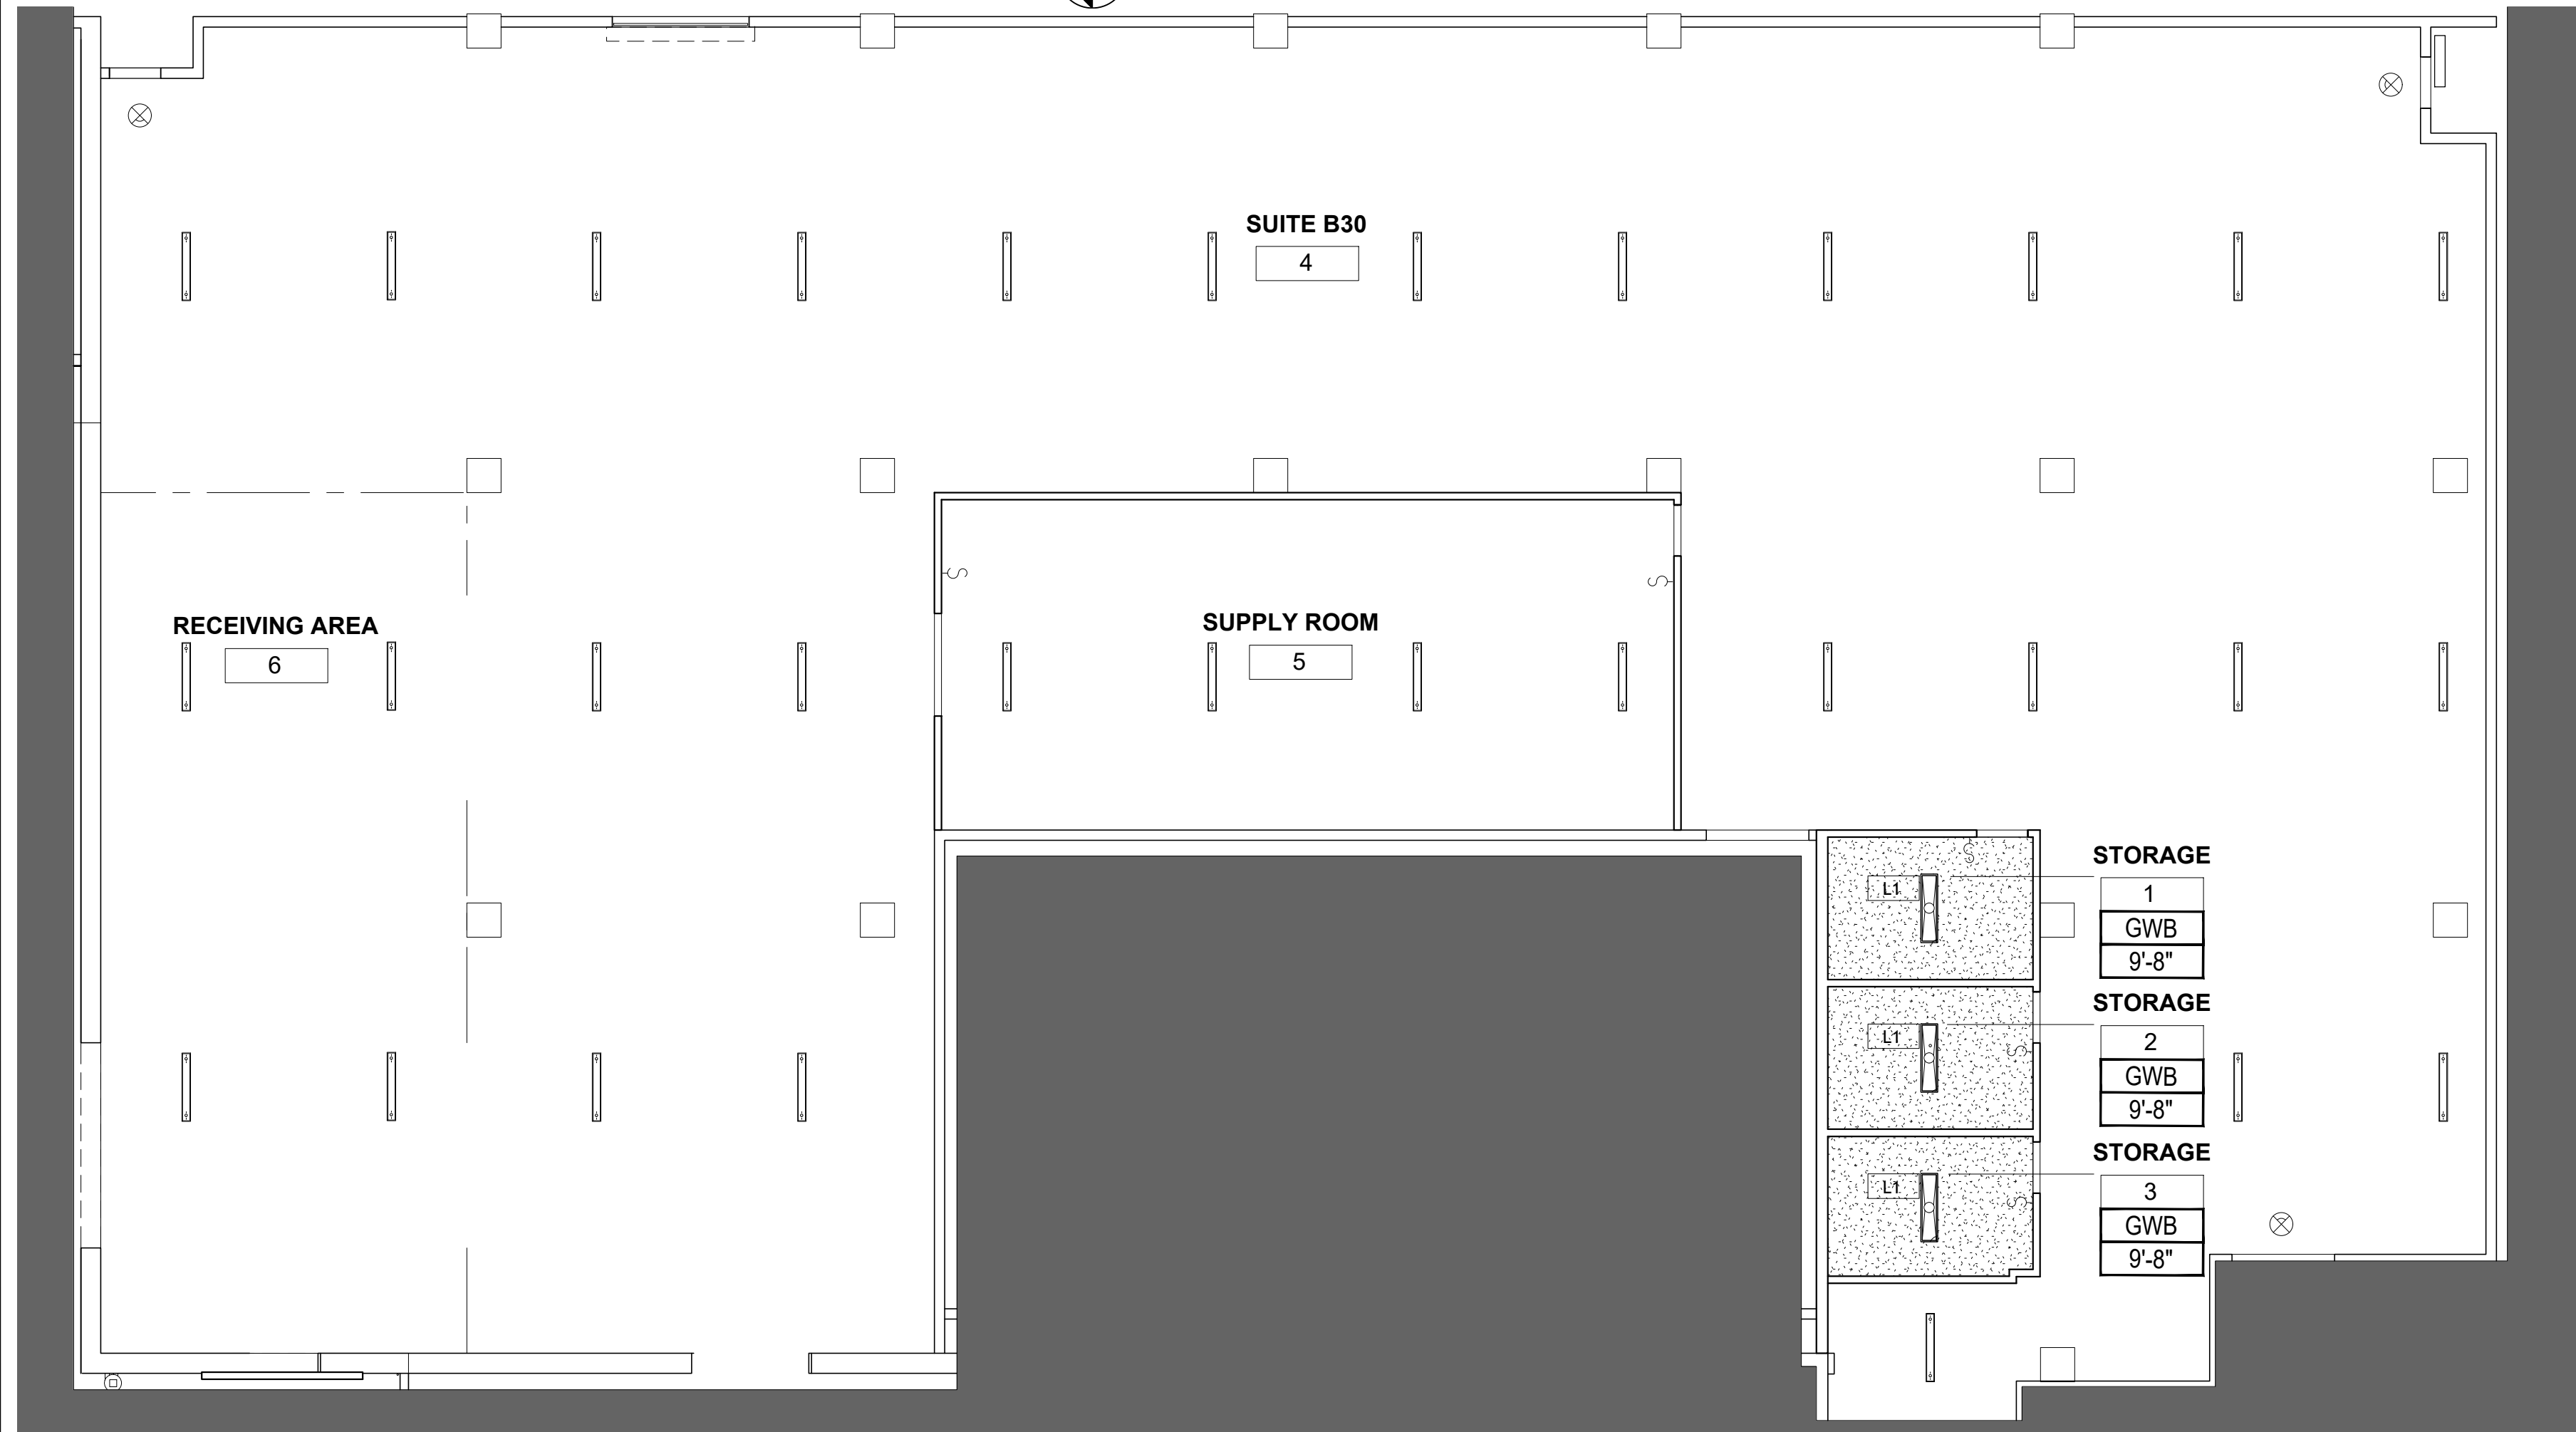 SUITE B30
4
RECEIVING AREA
6
SUPPLY ROOM
5
S
S
STORAGE
1
GWB
9'-8"
L1
S
STORAGE
2
GWB
9'-8"
L1
S
STORAGE
3
GWB
9'-8"
L1
S